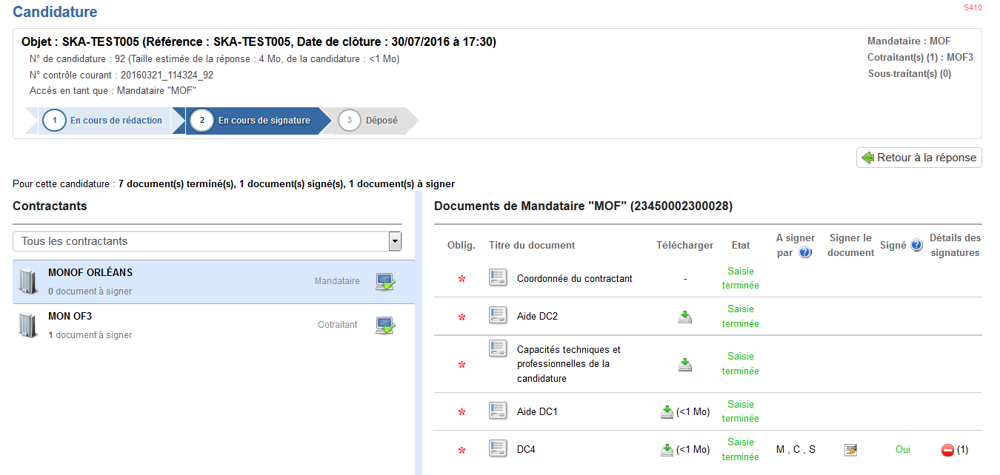 Candidature
S410
Objet : SKA-TEST005 (Référence : SKA-TEST005, Date de clôture : 30/07/2016 à 17:30)
N° de candidature : 92 (Taille estimée de la réponse : 4 Mo, de la candidature : <1 Mo)
N° contrôle courant : 20160321_114324_92
Accès en tant que : Mandataire "MOF"
Mandataire : MOF
Cotraitant(s) (1) : MOF3
Sous-traitant(s) (0)
1 En cours de rédaction
2 En cours de signature
3 Déposé
Retour à la réponse
Pour cette candidature : 7 document(s) terminé(s), 1 document(s) signé(s), 1 document(s) à signer
Contractants
Tous les contractants
MONOF ORLÉANS
0 document à signer
Mandataire
MON OF3
1 document à signer
Cotraitant
Documents de Mandataire "MOF" (23450002300028)
Oblig.
Titre du document
Télécharger
Etat
A signer
par ?
Signer le
document
Signé ?
Détails des
signatures
* Coordonnée du contractant -
Saisie
terminée
* Aide DC2
Saisie
terminée
* Capacités techniques et
professionnelles de la
candidature
Saisie
terminée
* Aide DC1 (<1 Mo)
Saisie
terminée
* DC4 (<1 Mo)
Saisie
terminée
M , C , S
Oui
(1)